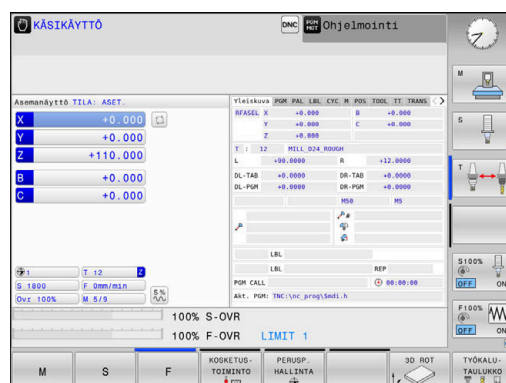 KÄSIKÄYTTÖ
DNC
PGM MDT Ohjelmointi
Asemanäyttö TILA: ASET.
X +0.000
Y +0.000
Z +110.000
B +0.000
C +0.000
1 T 12 Z
S 1800 F 0mm/min
Ovr 100% M 5/9
S%
Yleiskuva PGM PAL LBL CYC M POS TOOL TT TRANS
RFASEL X +0.000 B +0.000
Y +0.000 C +0.000
Z +0.000
T : 12 MILL_D24_ROUGH
L +90.0000 R +12.0000
DL-TAB +0.0000 DR-TAB +0.0000
DL-PGM +0.0000 DR-PGM +0.0000
M50 M5
P#
P
LBL
LBL REP
PGM CALL 00:00:00
Akt. PGM: TNC:\nc_prog\$mdi.h
100% S-OVR
100% F-OVR LIMIT 1
M
S
F
KOSKETUS-
TOIMINTO
PERUSP.
HALLINTA
3D ROT
TYÖKALU-
TAULUKKO
M
S
T
S100%
OFF ON
F100%
OFF ON